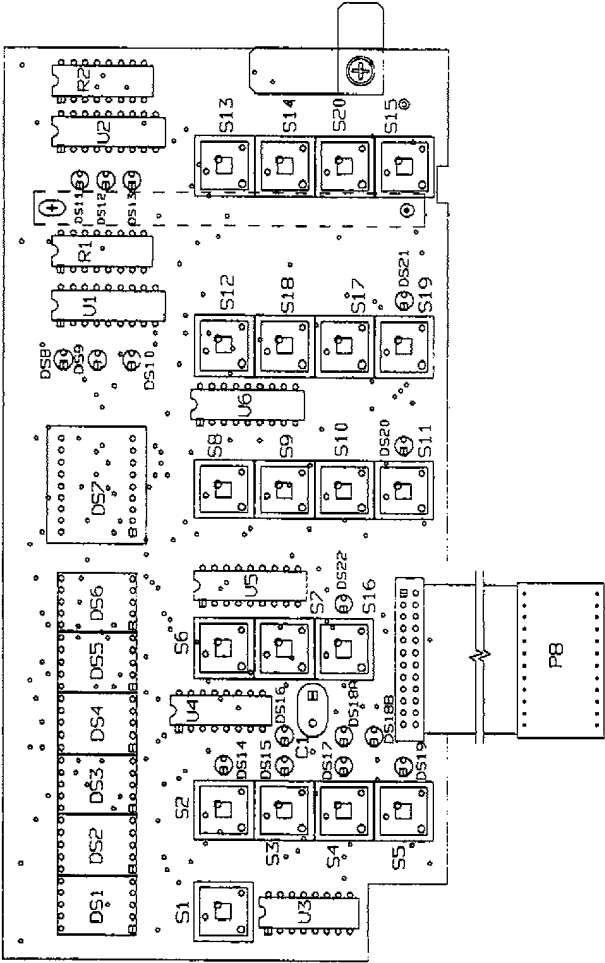 R2
U2
S13
S14
S20
S15
DS11
DS12
DS13
R1
U1
S12
S18
S17
DS21
S19
DS8
DS9
DS10
U6
DS7
S8
S9
S10
DS20
S11
DS6
DS5
DS4
DS3
DS2
DS1
U5
S6
S7
DS22
S16
U4
DS16
C1
DS18A
DS18B
P8
DS14
DS15
DS17
DS19
S2
S3
S4
S5
S1
U3